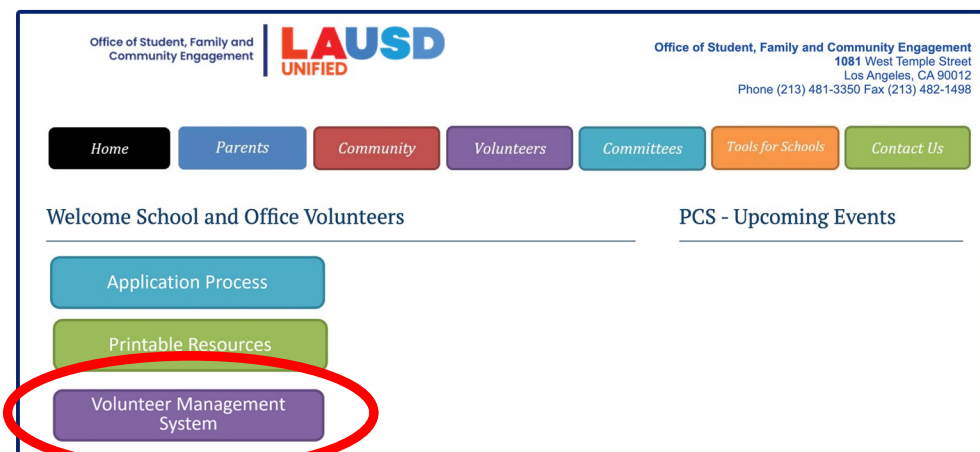 Office of Student, Family and
Community Engagement
LAUSD
UNIFIED
Office of Student, Family and Community Engagement
1081 West Temple Street
Los Angeles, CA 90012
Phone (213) 481-3350 Fax (213) 482-1498
Home Parents Community Volunteers Committees Tools for Schools Contact Us
Welcome School and Office Volunteers
PCS - Upcoming Events
Application Process
Printable Resources
Volunteer Management
System